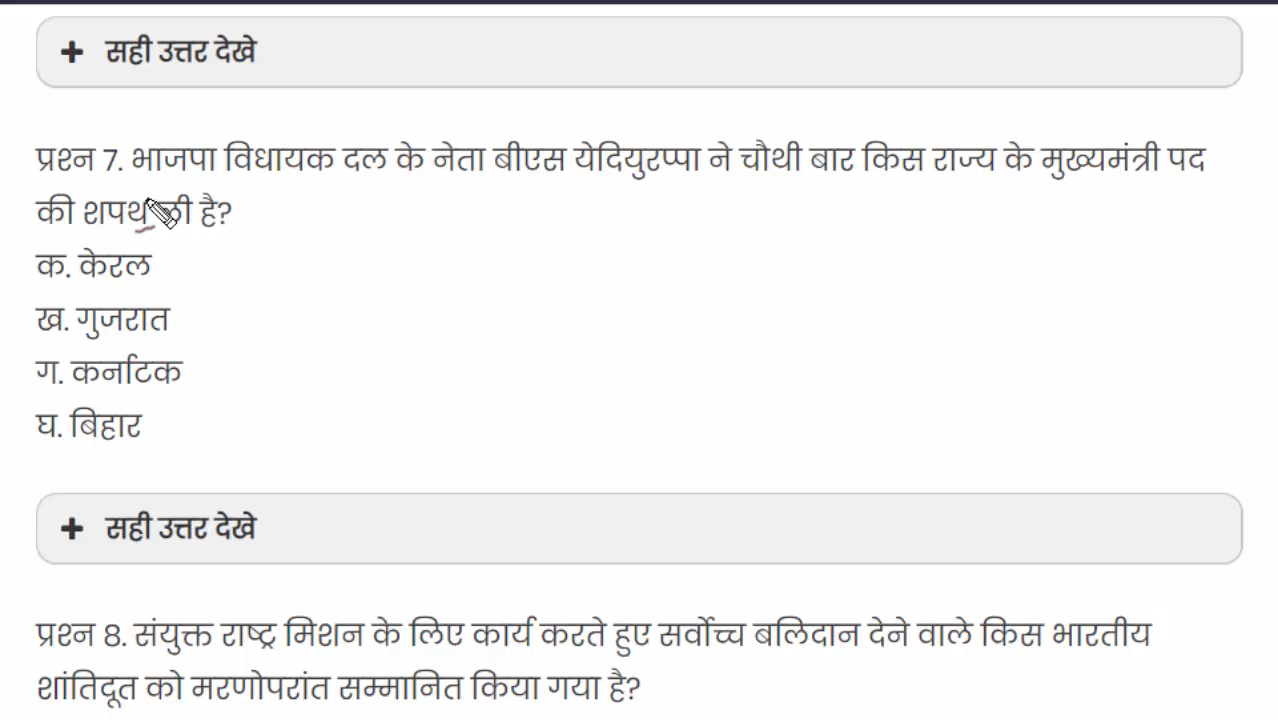 + सही उत्तर देखे
प्रश्न 7. भाजपा विधायक दल के नेता बीएस येदियुरप्पा ने चौथी बार किस राज्य के मुख्यमंत्री पद
की शपथ ली है?
क. केरल
ख. गुजरात
ग. कर्नाटक
घ. बिहार
+ सही उत्तर देखे
प्रश्न 8. संयुक्त राष्ट्र मिशन के लिए कार्य करते हुए सर्वोच्च बलिदान देने वाले किस भारतीय
शांतिदूत को मरणोपरांत सम्मानित किया गया है?